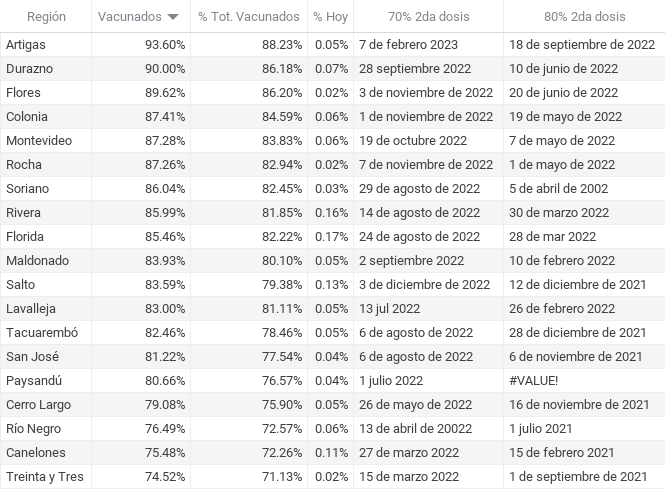 Región Vacunados % Tot. Vacunados % Hoy 70% 2da dosis 80% 2da dosis
Artigas 93.60% 88.23% 0.05% 7 de febrero 2023 18 de septiembre de 2022
Durazno 90.00% 86.18% 0.07% 28 septiembre 2022 10 de junio de 2022
Flores 89.62% 86.20% 0.02% 3 de noviembre de 2022 20 de junio de 2022
Colonia 87.41% 84.59% 0.06% 1 de noviembre de 2022 19 de mayo de 2022
Montevideo 87.28% 83.83% 0.06% 19 de octubre 2022 7 de mayo de 2022
Rocha 87.26% 82.94% 0.02% 7 de noviembre de 2022 1 de mayo de 2022
Soriano 86.04% 82.45% 0.03% 29 de agosto de 2022 5 de abril de 2002
Rivera 85.99% 81.85% 0.16% 14 de agosto de 2022 30 de marzo 2022
Florida 85.46% 82.22% 0.17% 24 de agosto de 2022 28 de mar 2022
Maldonado 83.93% 80.10% 0.05% 2 septiembre 2022 10 de febrero 2022
Salto 83.59% 79.38% 0.13% 3 de diciembre de 2022 12 de diciembre de 2021
Lavalleja 83.00% 81.11% 0.05% 13 jul 2022 26 de febrero 2022
Tacuarembó 82.46% 78.46% 0.05% 6 de agosto de 2022 28 de diciembre de 2021
San José 81.22% 77.54% 0.04% 6 de agosto de 2022 6 de noviembre de 2021
Paysandú 80.66% 76.57% 0.04% 1 julio 2022 #VALUE!
Cerro Largo 79.08% 75.90% 0.05% 26 de mayo de 2022 16 de noviembre de 2021
Río Negro 76.49% 72.57% 0.06% 13 de abril de 20022 1 julio 2021
Canelones 75.48% 72.26% 0.11% 27 de marzo 2022 15 de febrero 2021
Treinta y Tres 74.52% 71.13% 0.02% 15 de marzo 2022 1 de septiembre de 2021